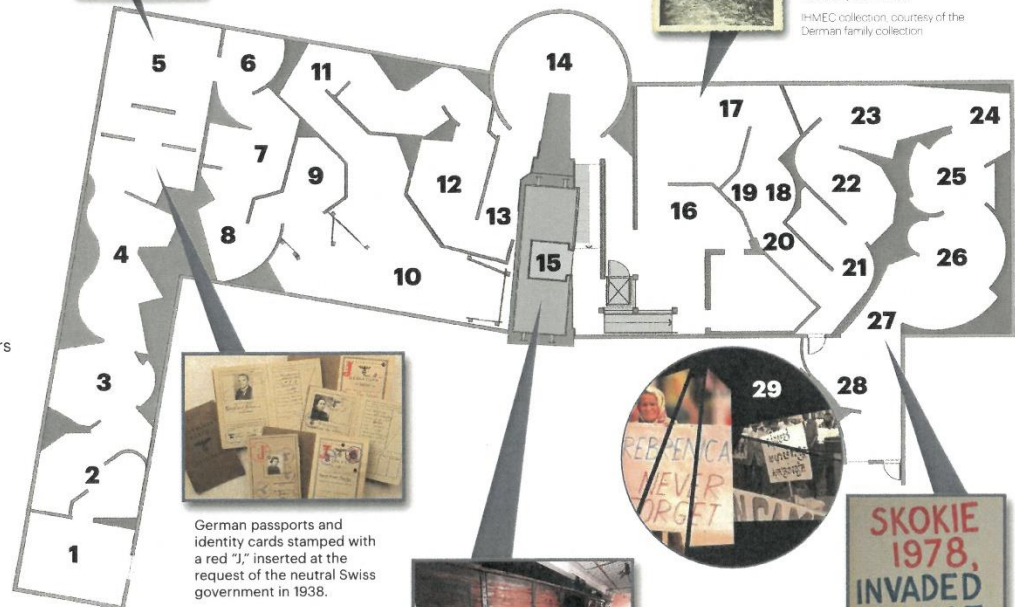 IHMEC collection, courtesy of the
Derman family collection
5
6
11
14
17
23
24
7
9
12
13
19
18
22
25
16
8
4
10
15
20
21
26
27
rs
3
29
28
REBRENICA
NEVER
ORGET
2
1
German passports and
identity cards stamped with
a red "J," inserted at the
request of the neutral Swiss
government in 1938.
SKOKIE
1978,
INVADED